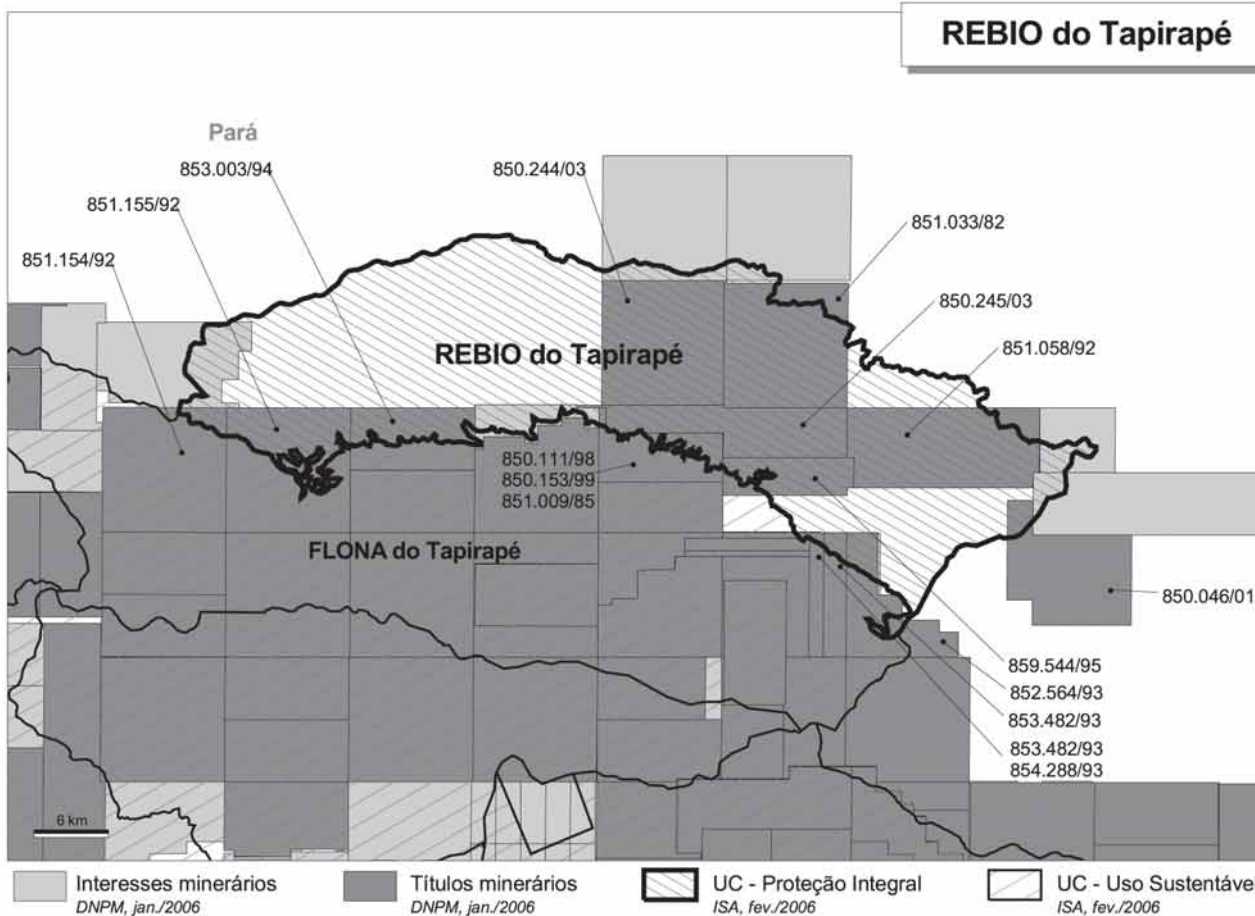 REBIO do Tapirapé
Pará
853.003/94
850.244/03
851.155/92
851.033/82
851.154/92
850.245/03
REBIO do Tapirapé
851.058/92
850.111/98
850.153/99
851.009/85
FLONA do Tapirapé
850.046/01
859.544/95
852.564/93
853.482/93
853.482/93
854.288/93
6 km
Interesses minerários
DNPM, jan./2006
Títulos minerários
DNPM, jan./2006
UC - Proteção Integral
ISA, fev./2006
UC - Uso Sustentável
ISA, fev./2006